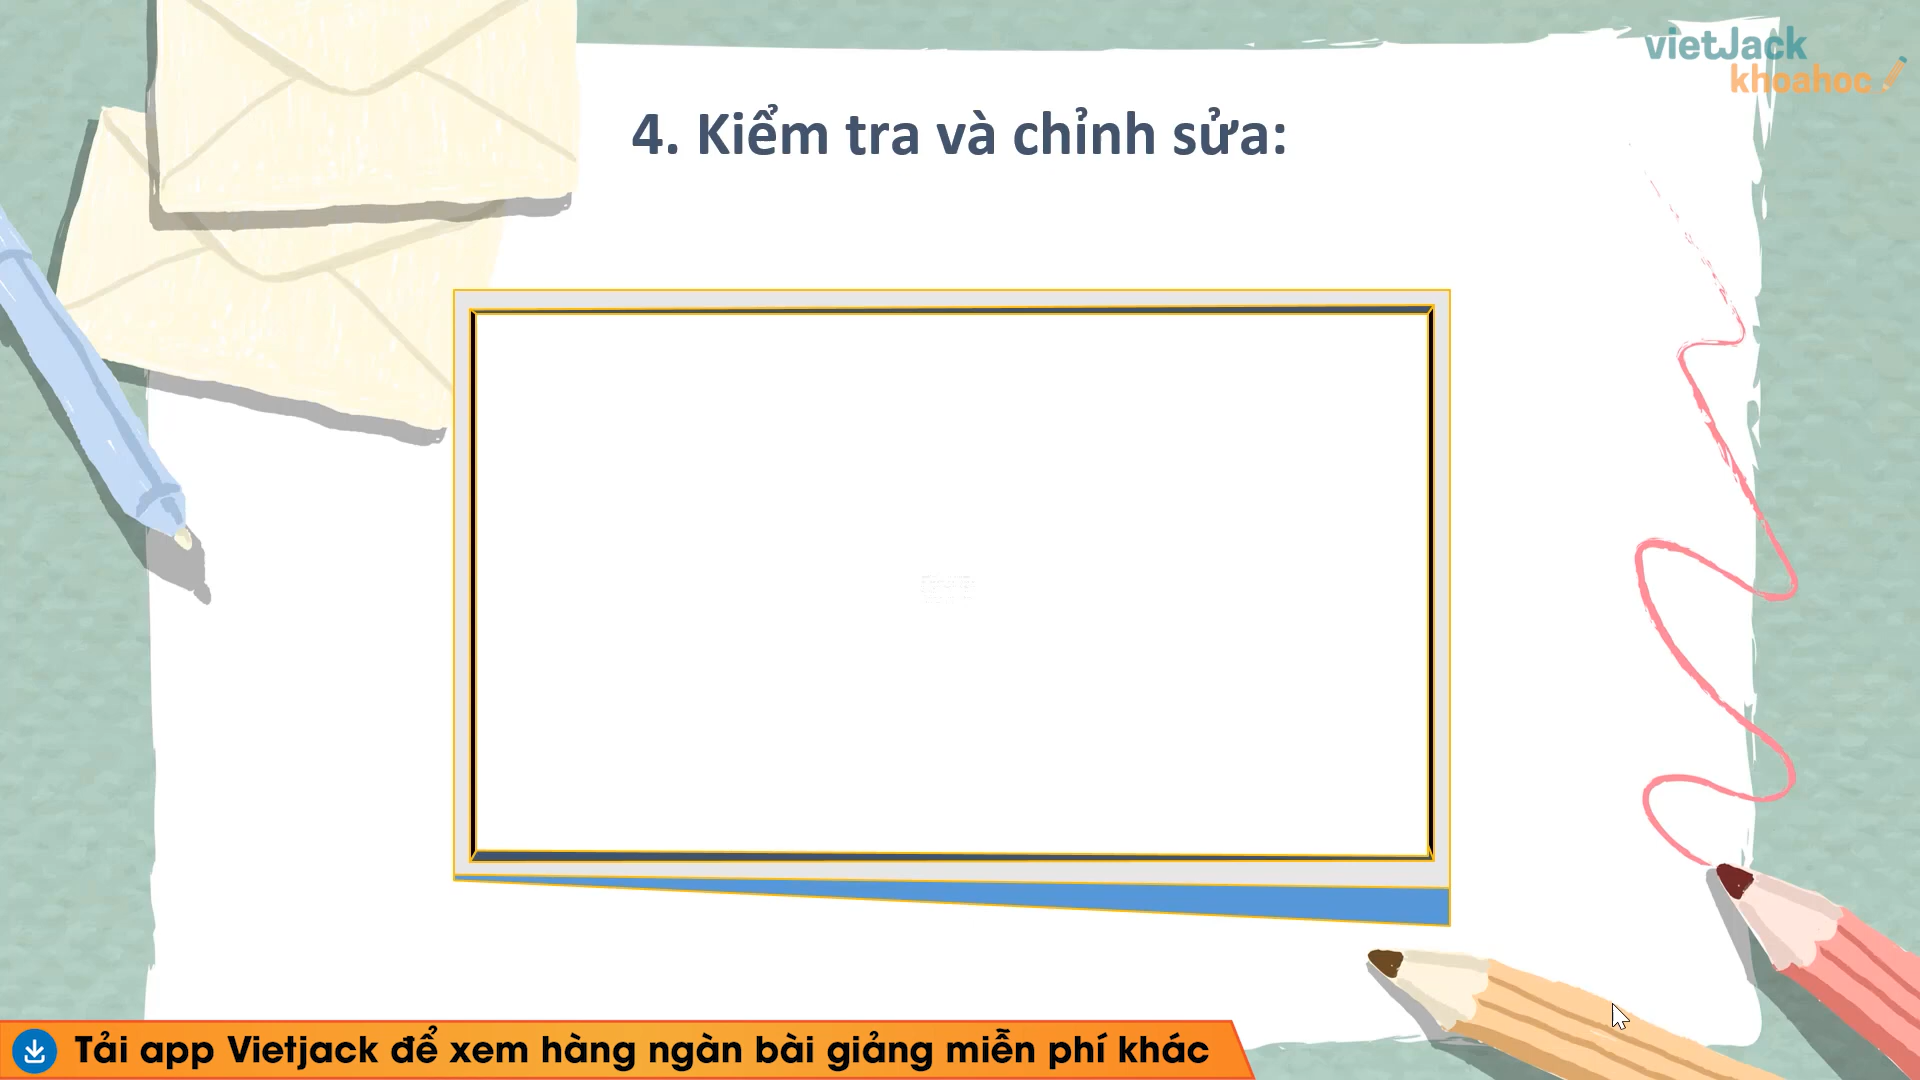 vietJack
khoahoc
4. Kiểm tra và chỉnh sửa:
Tải app Vietjack để xem hàng ngàn bài giảng miễn phí khác